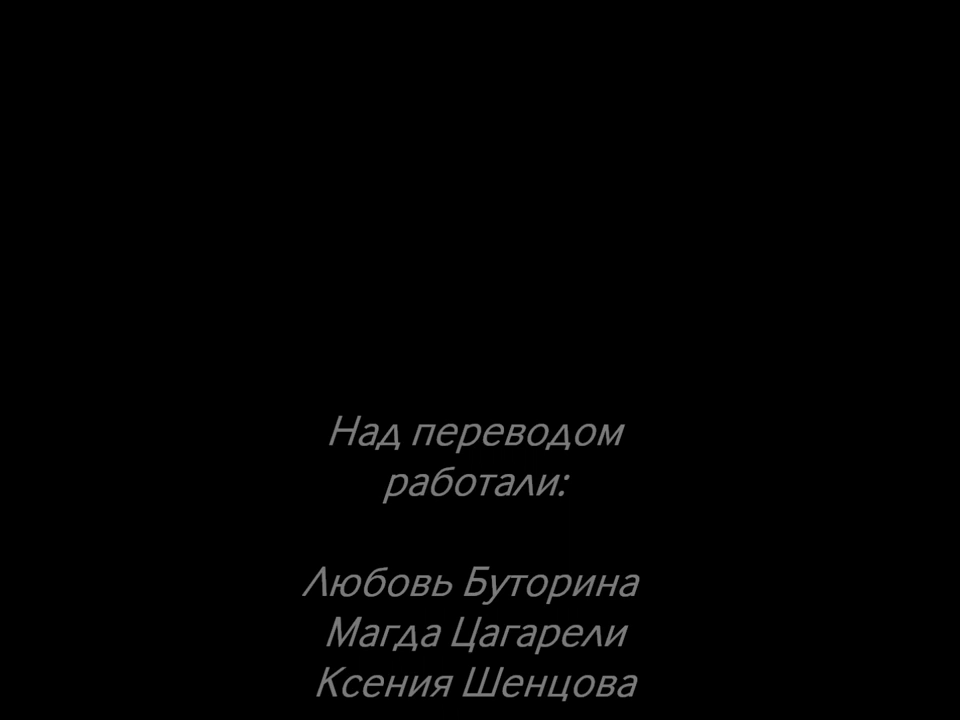 Над переводом
работали:
Любовь Буторина
Магда Цагарели
Ксения Шенцова